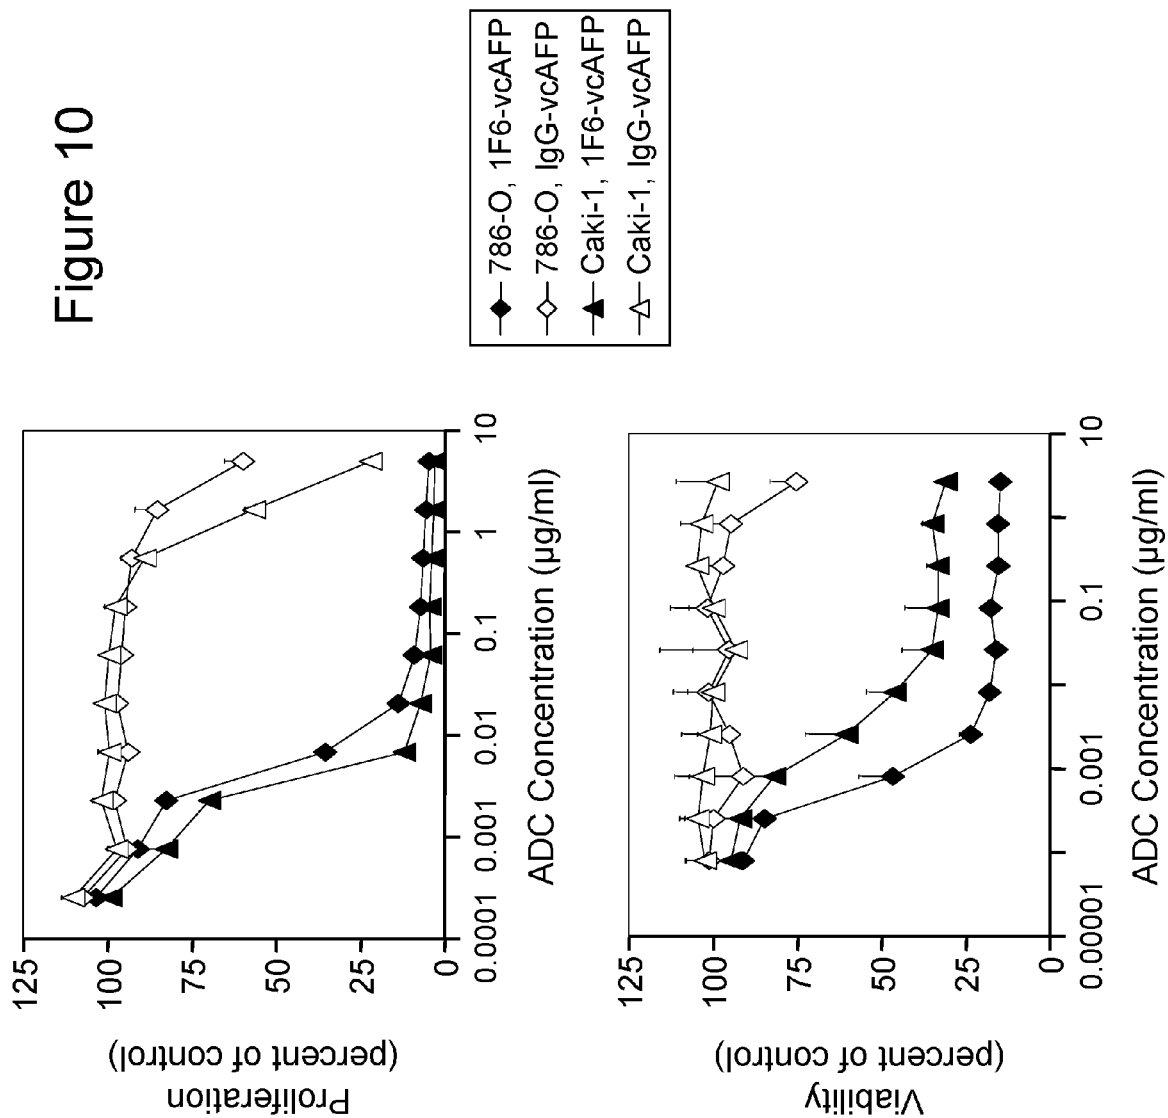 Figure 10
Proliferation
(percent of control)
125
100
75
50
25
0
0.0001
0.001
0.01
0.1
1
10
ADC Concentration (µg/ml)
786-O, 1F6-vcAFP
786-O, IgG-vcAFP
Caki-1, 1F6-vcAFP
Caki-1, IgG-vcAFP
Viability
(percent of control)
125
100
75
50
25
0
0.00001
0.001
0.1
10
ADC Concentration (µg/ml)